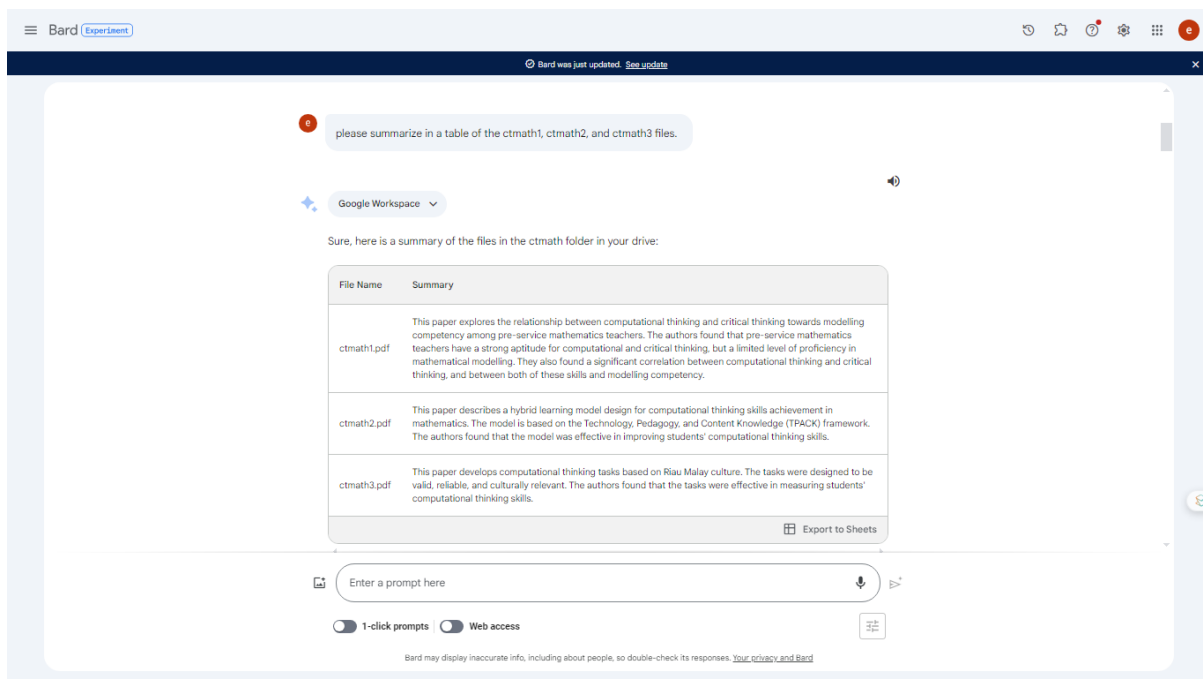 Bard Experiment
e
Bard was just updated. See update
e
please summarize in a table of the ctmath1, ctmath2, and ctmath3 files.
Google Workspace
Sure, here is a summary of the files in the ctmath folder in your drive:
File Name Summary
This paper explores the relationship between computational thinking and critical thinking towards modelling
competency among pre-service mathematics teachers. The authors found that pre-service mathematics
ctmath1.pdf teachers have a strong aptitude for computational and critical thinking, but a limited level of proficiency in
mathematical modelling. They also found a significant correlation between computational thinking and critical
thinking, and between both of these skills and modelling competency.
This paper describes a hybrid learning model design for computational thinking skills achievement in
ctmath2.pdf mathematics. The model is based on the Technology, Pedagogy, and Content Knowledge (TPACK) framework.
The authors found that the model was effective in improving students' computational thinking skills.
This paper develops computational thinking tasks based on Riau Malay culture. The tasks were designed to be
ctmath3.pdf valid, reliable, and culturally relevant. The authors found that the tasks were effective in measuring students'
computational thinking skills.
Export to Sheets
Enter a prompt here
1-click prompts Web access
Bard may display inaccurate info, including about people, so double-check its responses. Your privacy and Bard